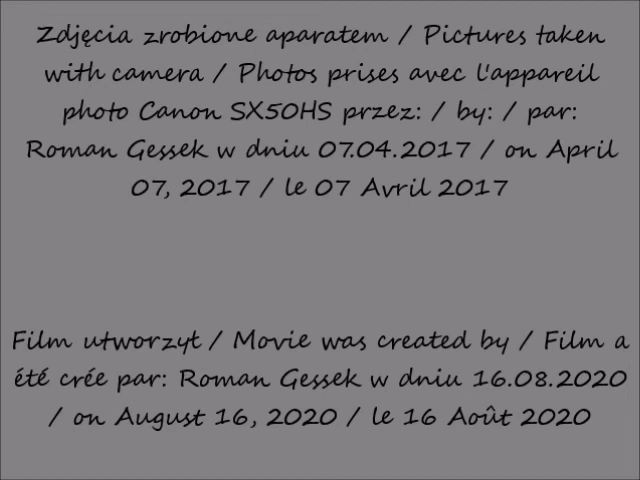 Zdjęcia zrobione aparatem / Pictures taken
with camera / Photos prises avec l'appareil
photo Canon SX50HS przez: / by: / par:
Roman Gessek w dniu 07.04.2017 / on April
07, 2017 / le 07 Avril 2017
Film utworzył / Movie was created by / Film a
été crée par: Roman Gessek w dniu 16.08.2020
/ on August 16, 2020 / le 16 Août 2020